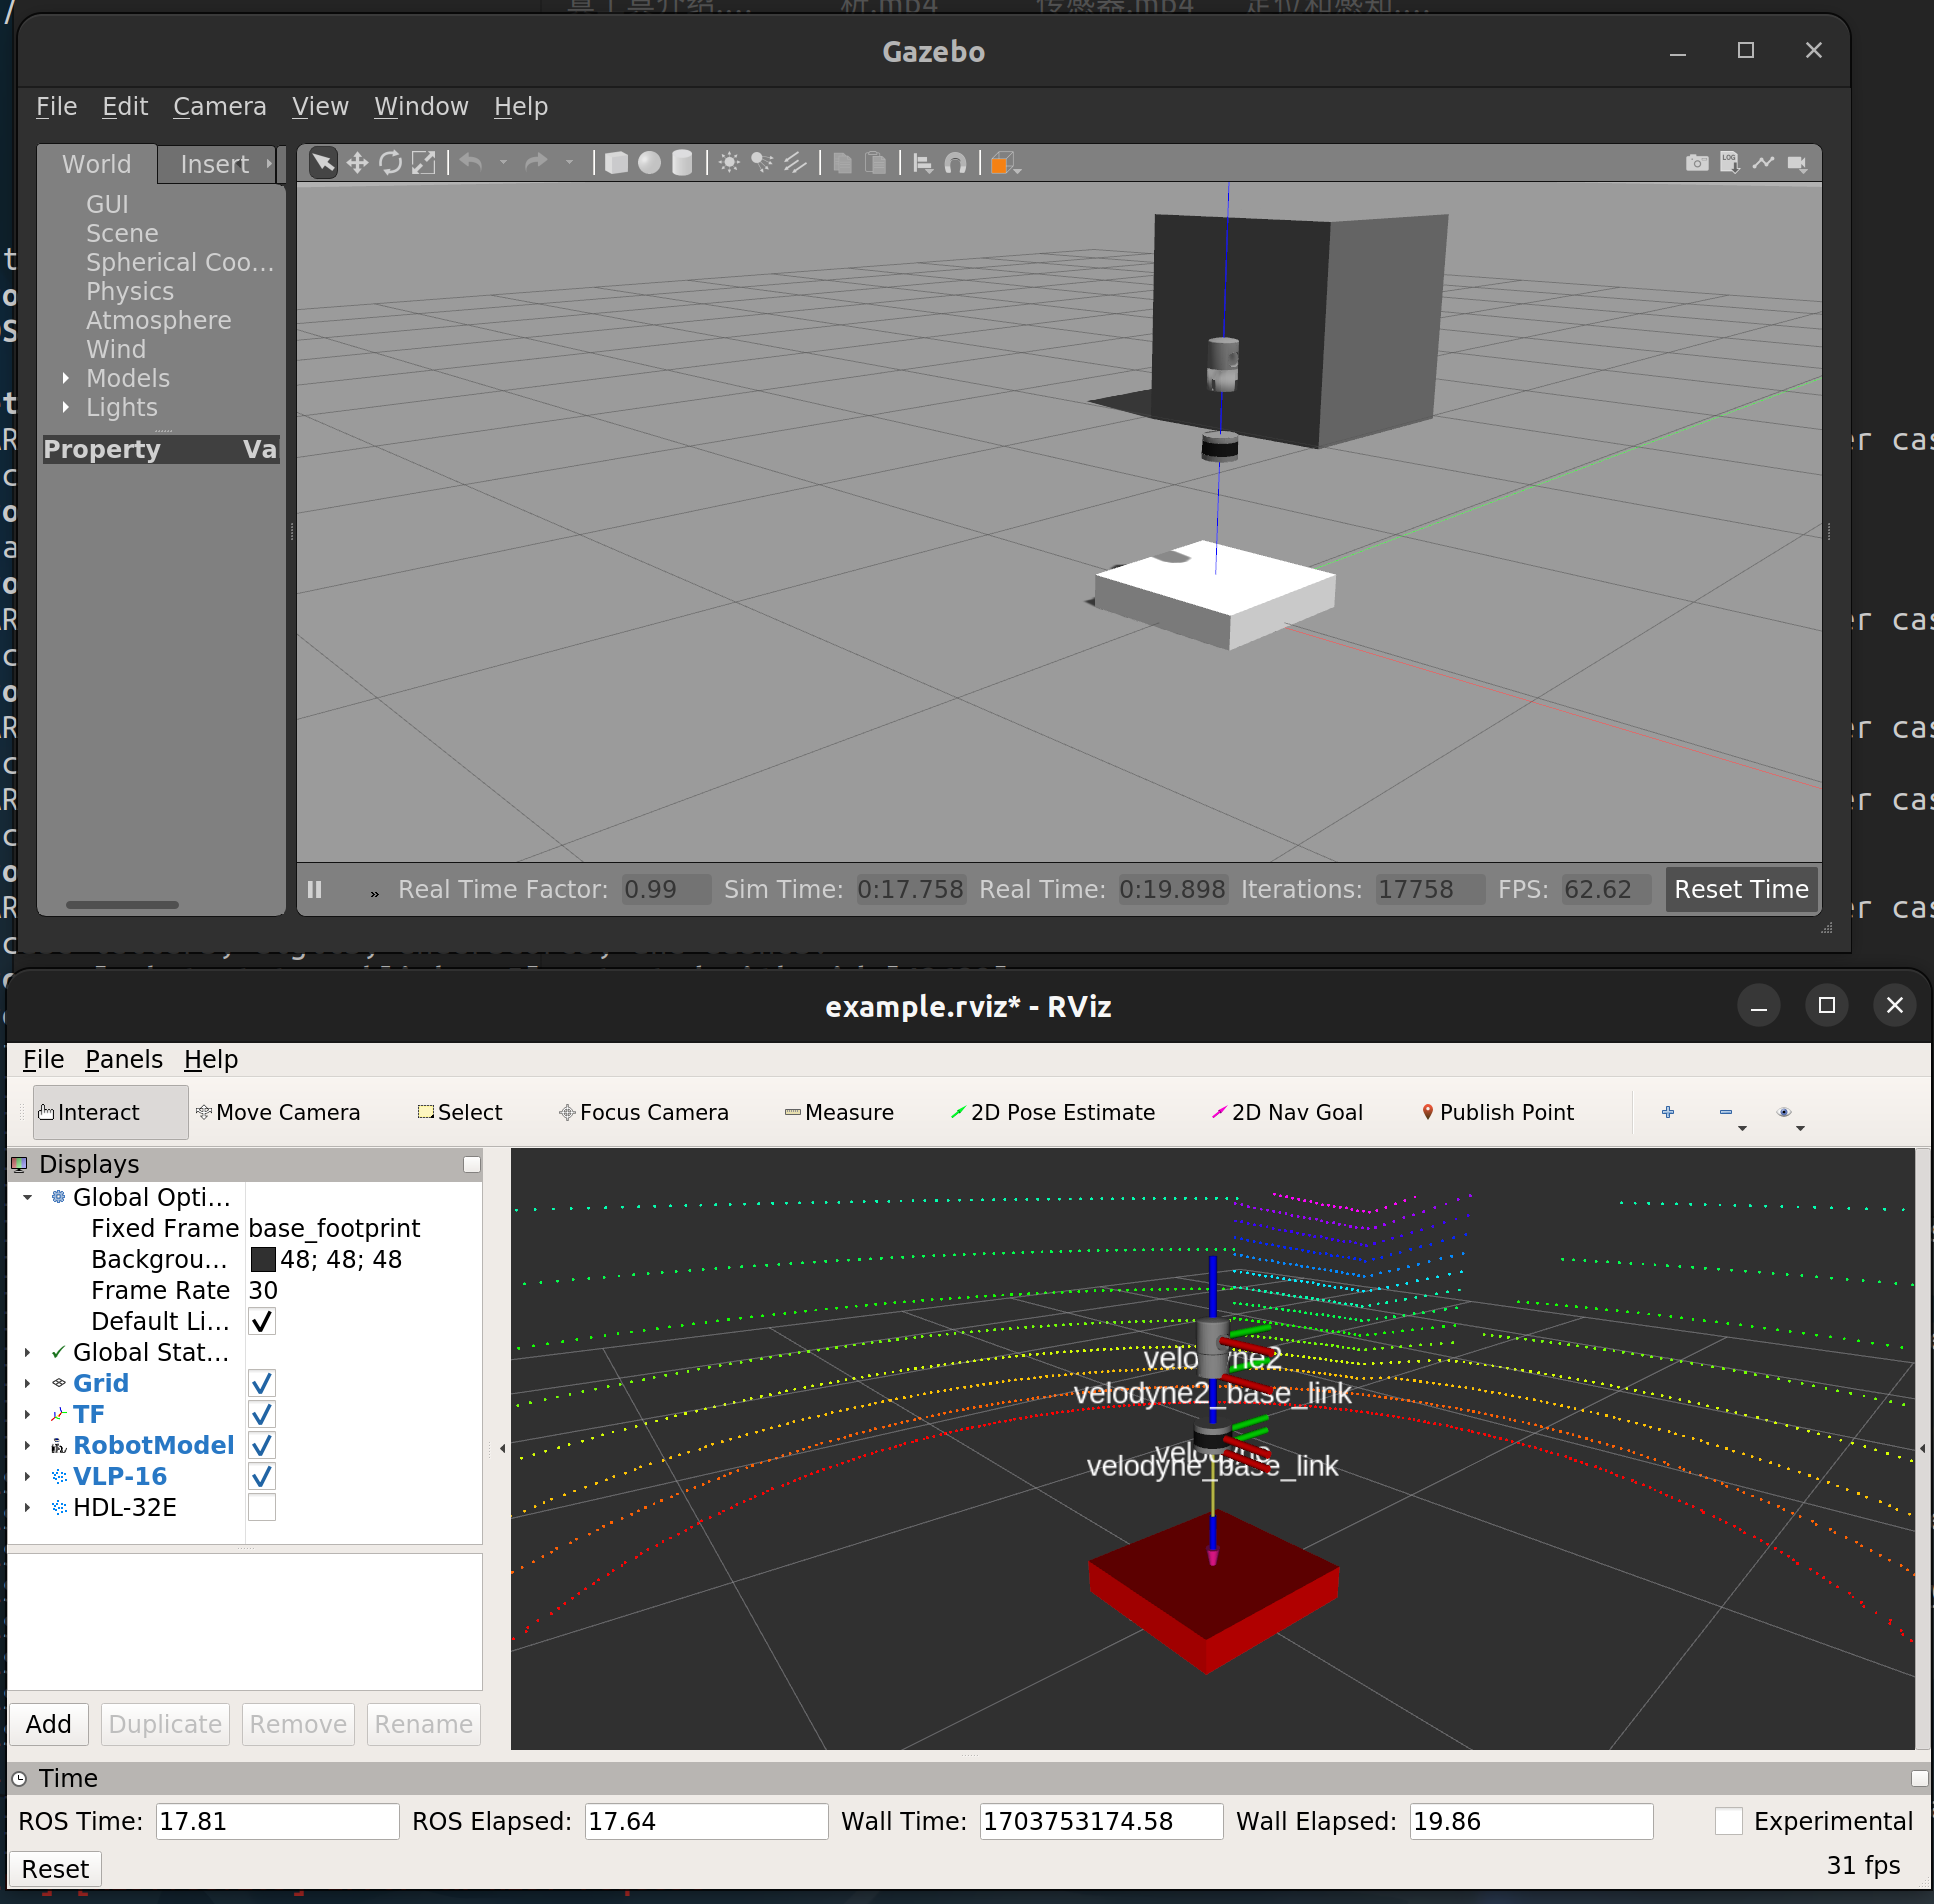 Gazebo
File Edit Camera View Window Help
World Insert
GUI
Scene
Spherical Coo...
Physics
Atmosphere
Wind
Models
Lights
Property Va
Real Time Factor: 0.99 Sim Time: 0:17.758 Real Time: 0:19.898 Iterations: 17758 FPS: 62.62 Reset Time
example.rviz* - RViz
File Panels Help
Interact Move Camera Select Focus Camera Measure 2D Pose Estimate 2D Nav Goal Publish Point
Displays
Global Opti...
Fixed Frame base_footprint
Backgrou... 48; 48; 48
Frame Rate 30
Default Li...
Global Stat...
Grid
TF
RobotModel
VLP-16
HDL-32E
velodyne2_base_link
velodyne_base_link
Add Duplicate Remove Rename
Time
ROS Time: 17.81 ROS Elapsed: 17.64 Wall Time: 1703753174.58 Wall Elapsed: 19.86 Experimental
Reset 31 fps